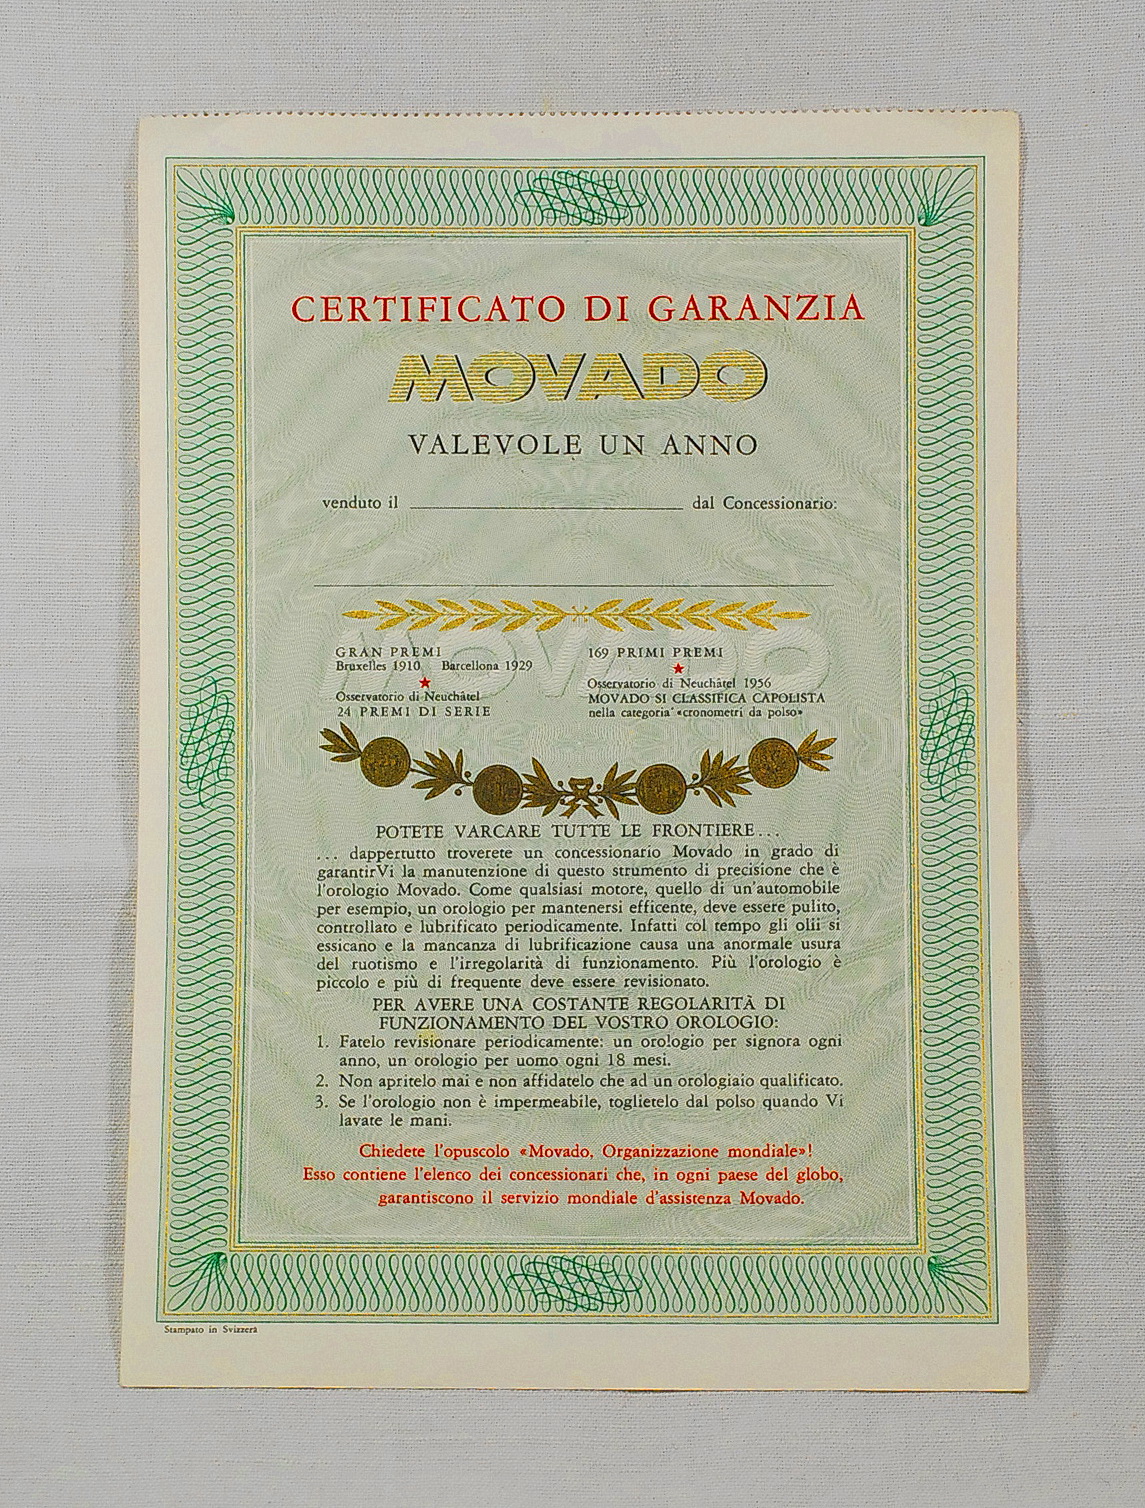 CERTIFICATO DI GARANZIA
MOVADO
VALEVOLE UN ANNO
venduto il dal Concessionario:
MOVADO
GRAN PREMI
Bruxelles 1910 Barcellona 1929
★
Osservatorio di Neuchâtel
24 PREMI DI SERIE
169 PRIMI PREMI
★
Osservatorio di Neuchâtel 1956
MOVADO SI CLASSIFICA CAPOLISTA
nella categoria «cronometri da polso»
POTETE VARCARE TUTTE LE FRONTIERE...
... dappertutto troverete un concessionario Movado in grado di
garantirVi la manutenzione di questo strumento di precisione che è
l'orologio Movado. Come qualsiasi motore, quello di un'automobile
per esempio, un orologio per mantenersi efficente, deve essere pulito,
controllato e lubrificato periodicamente. Infatti col tempo gli olii si
essicano e la mancanza di lubrificazione causa una anormale usura
del ruotismo e l'irregolarità di funzionamento. Più l'orologio è
piccolo e più di frequente deve essere revisionato.
PER AVERE UNA COSTANTE REGOLARITÀ DI
FUNZIONAMENTO DEL VOSTRO OROLOGIO:
1. Fatelo revisionare periodicamente: un orologio per signora ogni
anno, un orologio per uomo ogni 18 mesi.
2. Non apritelo mai e non affidatelo che ad un orologiaio qualificato.
3. Se l'orologio non è impermeabile, toglietelo dal polso quando Vi
lavate le mani.
Chiedete l'opuscolo «Movado, Organizzazione mondiale»!
Esso contiene l'elenco dei concessionari che, in ogni paese del globo,
garantiscono il servizio mondiale d'assistenza Movado.
Stampato in Svizzera